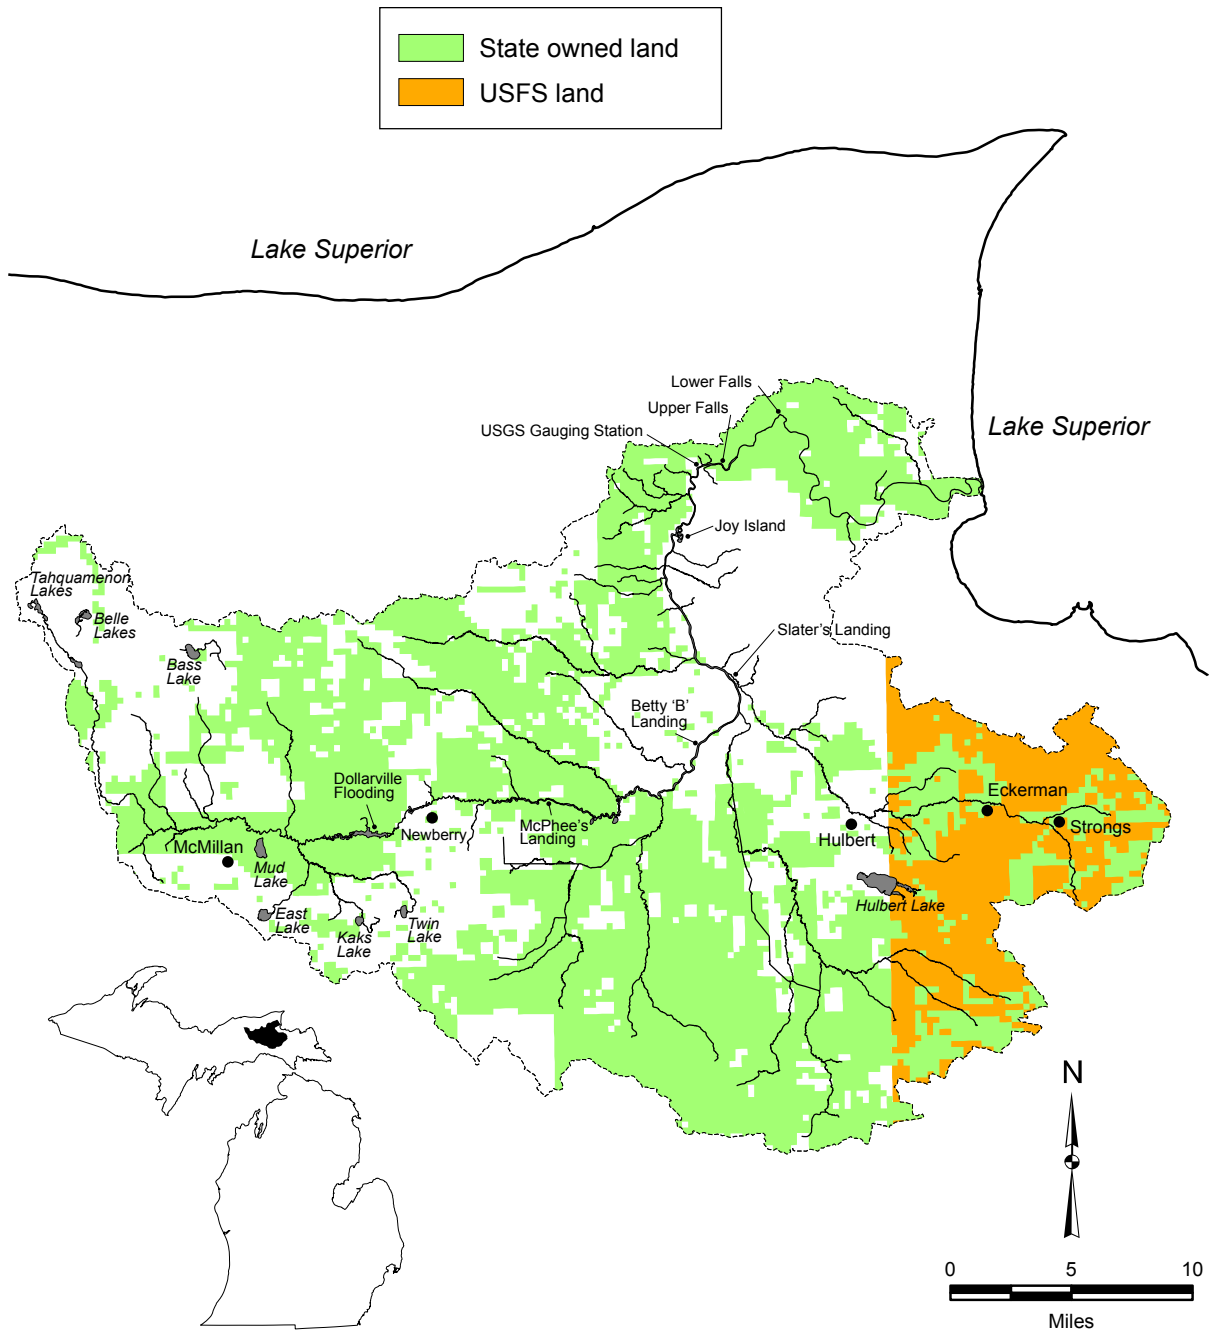 State owned land
USFS land
Lake Superior
Lower Falls
Upper Falls
USGS Gauging Station
Lake Superior
Joy Island
Tahquamenon
Lakes
Belle
Lakes
Bass
Lake
Slater's Landing
Betty ‘B’
Landing
Dollarville
Flooding
Newberry
McPhee's
Landing
Eckerman
Strongs
Hulbert
McMillan
Mud
Lake
Hulbert Lake
East
Lake
Kaks
Lake
Twin
Lake
N
0 5 10
Miles